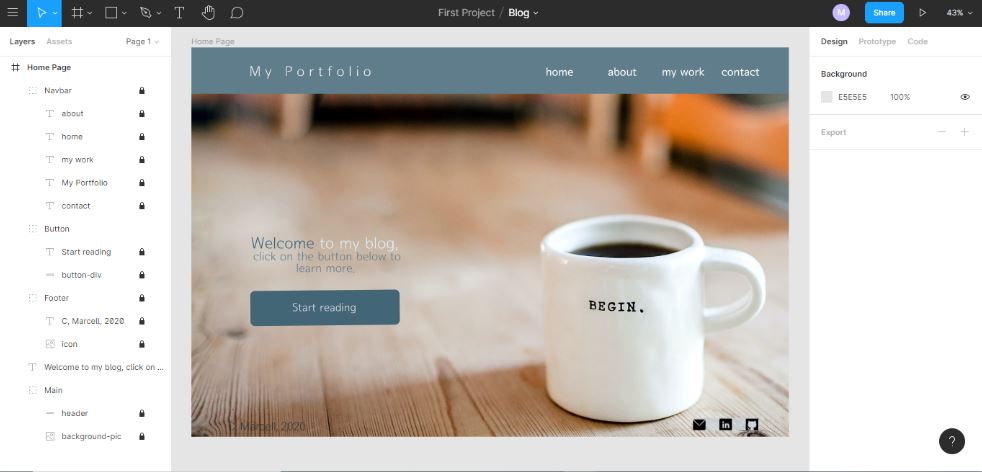 First Project / Blog
M
Share
43%
Layers
Assets
Page 1
Home Page
Navbar
about
home
my work
My Portfolio
contact
Button
Start reading
button-div
Footer
C, Marcell, 2020
icon
Welcome to my blog, click on ...
Main
header
background-pic
Home Page
My Portfolio
home
about
my work
contact
Welcome to my blog,
click on the button below to
learn more.
Start reading
BEGIN.
C Marcell, 2020
in
Design
Prototype
Code
Background
E5E5E5
100%
Export
?